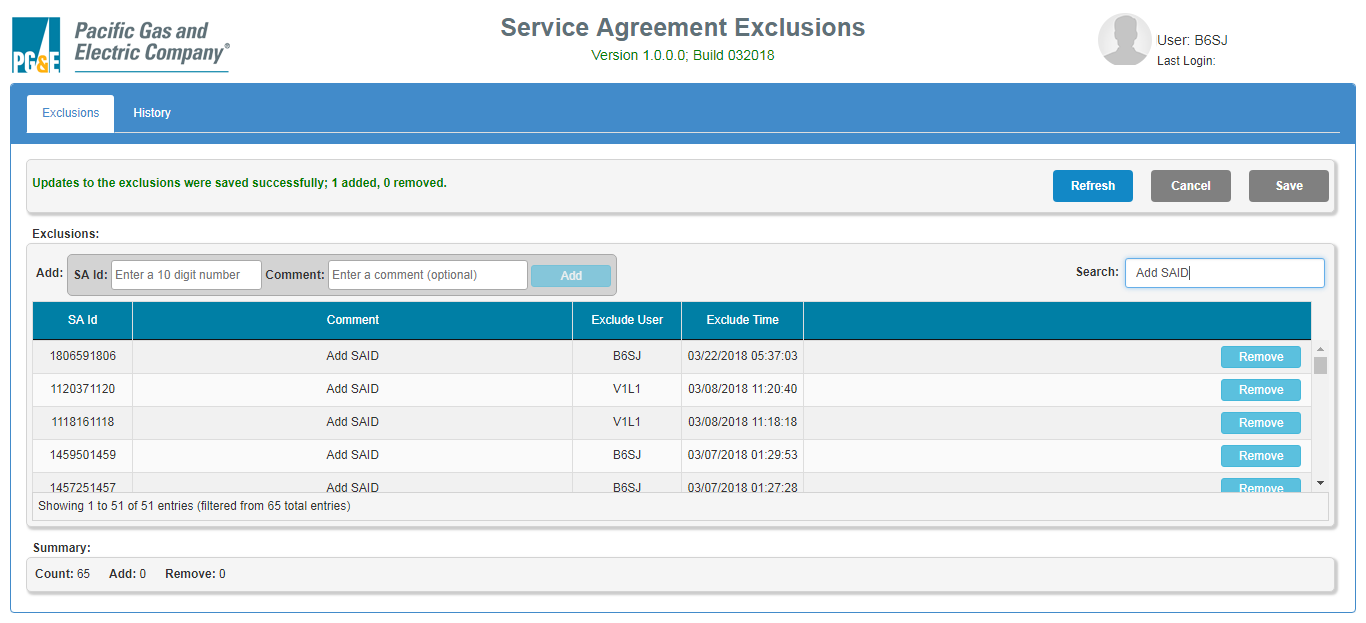 Pacific Gas and
Electric Company®
PG&E
Service Agreement Exclusions
Version 1.0.0.0; Build 032018
User: B6SJ
Last Login:
Exclusions History
Updates to the exclusions were saved successfully; 1 added, 0 removed.
Refresh Cancel Save
Exclusions:
Add: SA Id: Enter a 10 digit number Comment: Enter a comment (optional) Add Search: Add SAID
SA Id Comment Exclude User Exclude Time
1806591806 Add SAID B6SJ 03/22/2018 05:37:03 Remove
1120371120 Add SAID V1L1 03/08/2018 11:20:40 Remove
1118161118 Add SAID V1L1 03/08/2018 11:18:18 Remove
1459501459 Add SAID B6SJ 03/07/2018 01:29:53 Remove
1457251457 Add SAID B6SJ 03/07/2018 01:27:28 Remove
Showing 1 to 51 of 51 entries (filtered from 65 total entries)
Summary:
Count: 65 Add: 0 Remove: 0